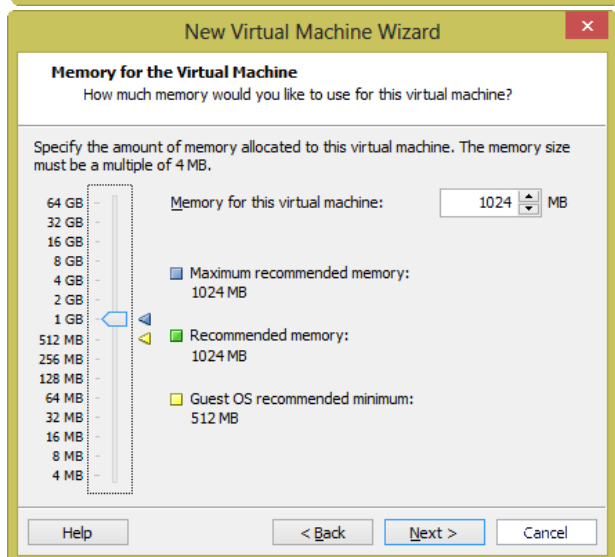 New Virtual Machine Wizard
Memory for the Virtual Machine
How much memory would you like to use for this virtual machine?
Specify the amount of memory allocated to this virtual machine. The memory size
must be a multiple of 4 MB.
Memory for this virtual machine: 1024 MB
64 GB
32 GB
16 GB
8 GB
4 GB
2 GB
1 GB
512 MB
256 MB
128 MB
64 MB
32 MB
16 MB
8 MB
4 MB
Maximum recommended memory:
1024 MB
Recommended memory:
1024 MB
Guest OS recommended minimum:
512 MB
Help
< Back
Next >
Cancel